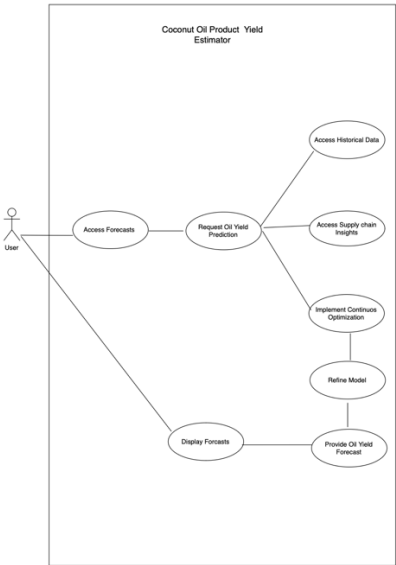 Coconut Oil Product Yield
Estimator
Access Historical Data
User
Access Forecasts
Request Oil Yield
Prediction
Access Supply chain
Insights
Implement Continuos
Optimization
Refine Model
Display Forcasts
Provide Oil Yield
Forecast